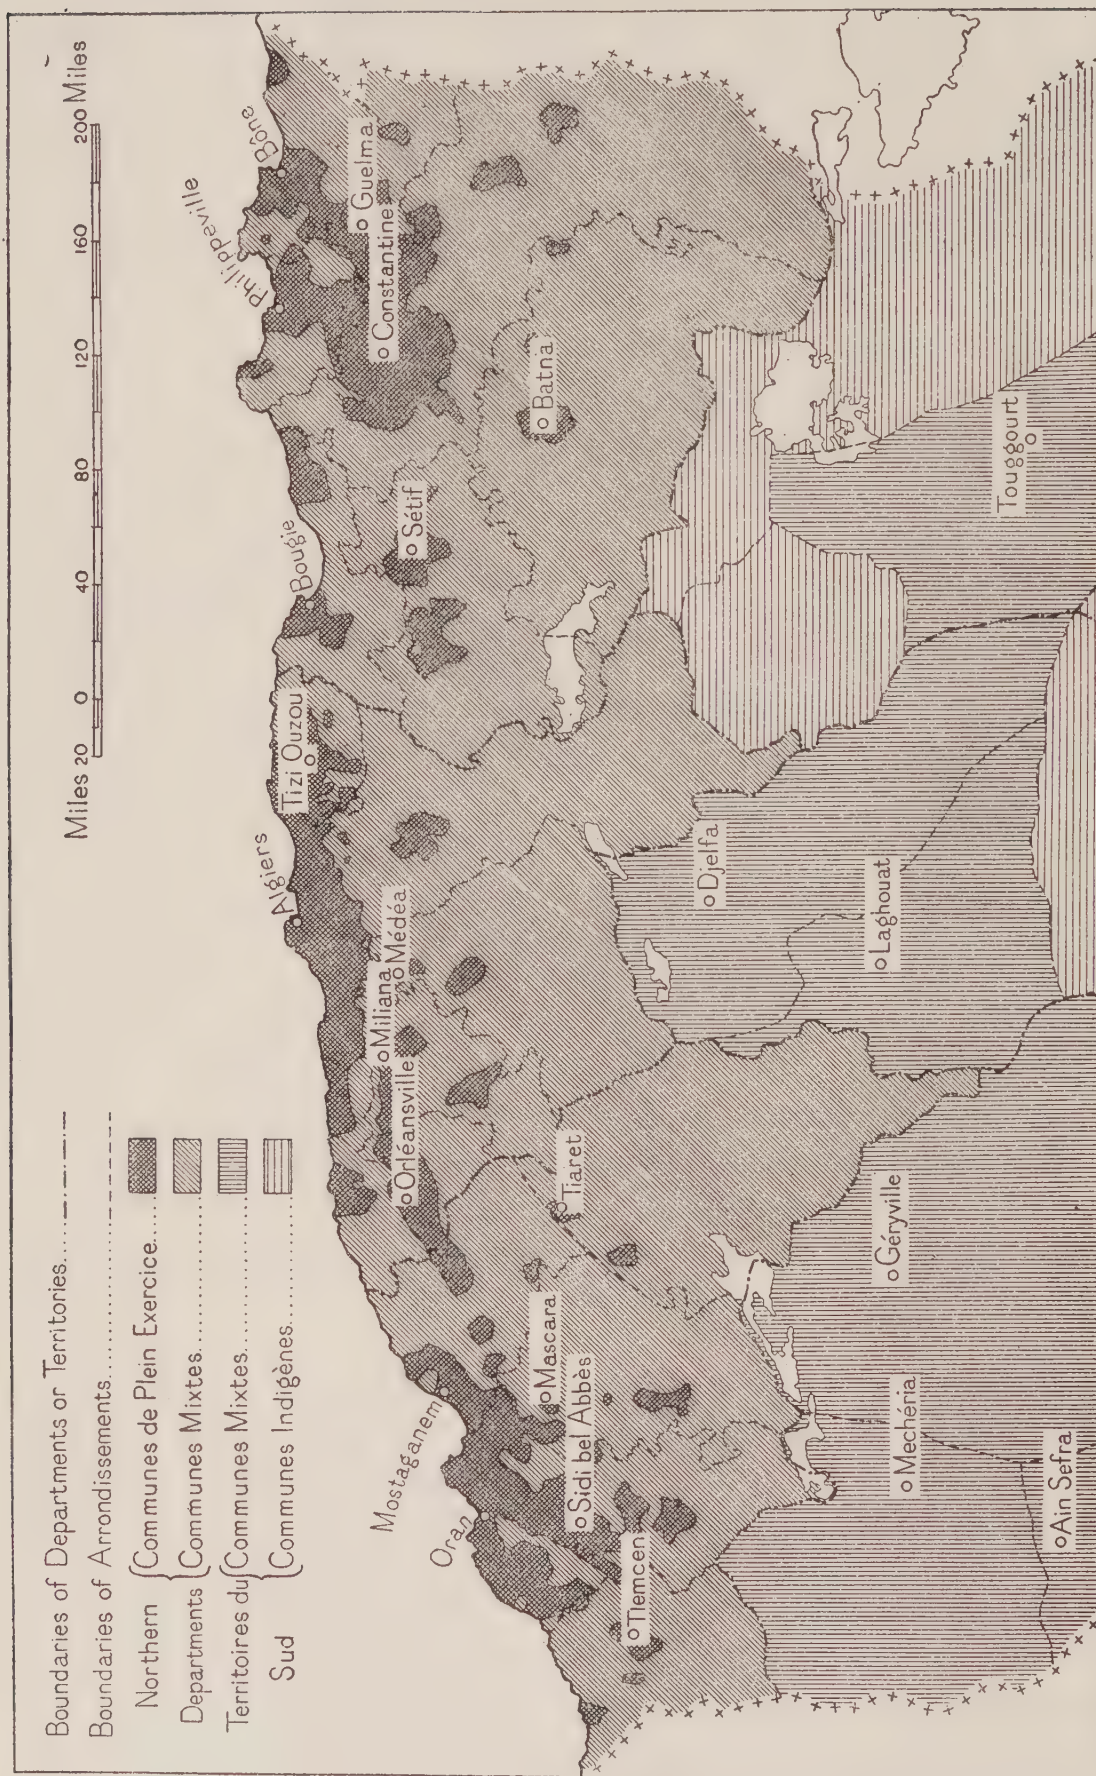 Boundaries of Departments or Territories
Boundaries of Arrondissements
Northern Departments { Communes de Plein Exercice
Communes Mixtes
Territoires du Sud { Communes Mixtes
Communes Indigènes
Miles 20 0 40 80 120 160 200 Miles
Philippeville
Bône
Bougie
Algiers
Mostaganem
Oran
Tizi Ouzou
Guelma
Constantine
Sétif
Miliana
Médéa
Orléansville
Batna
Tiaret
Mascara
Sidi bel Abbès
Tlemcen
Djelfa
Laghouat
Géryville
Mechéria
Ain Sefra
Touggourt